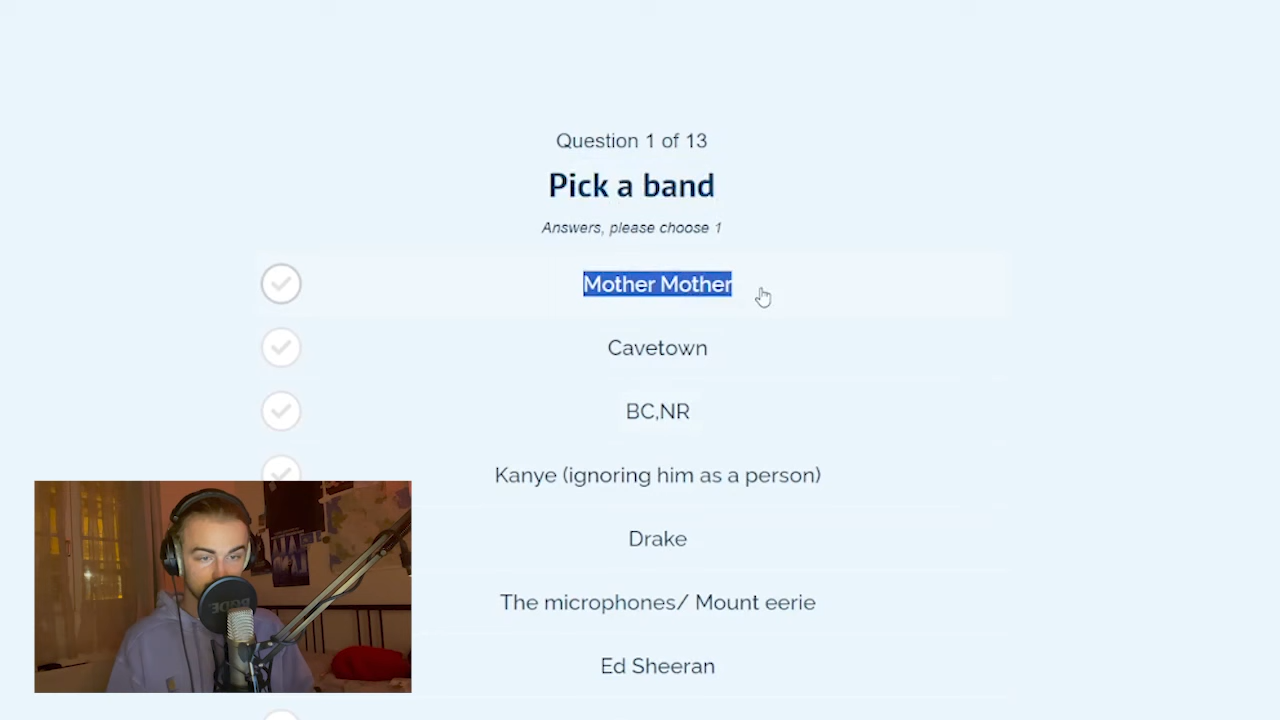 Question 1 of 13
Pick a band
Answers, please choose 1
Mother Mother
Cavetown
BC,NR
Kanye (ignoring him as a person)
Drake
The microphones/ Mount eerie
Ed Sheeran
RODE